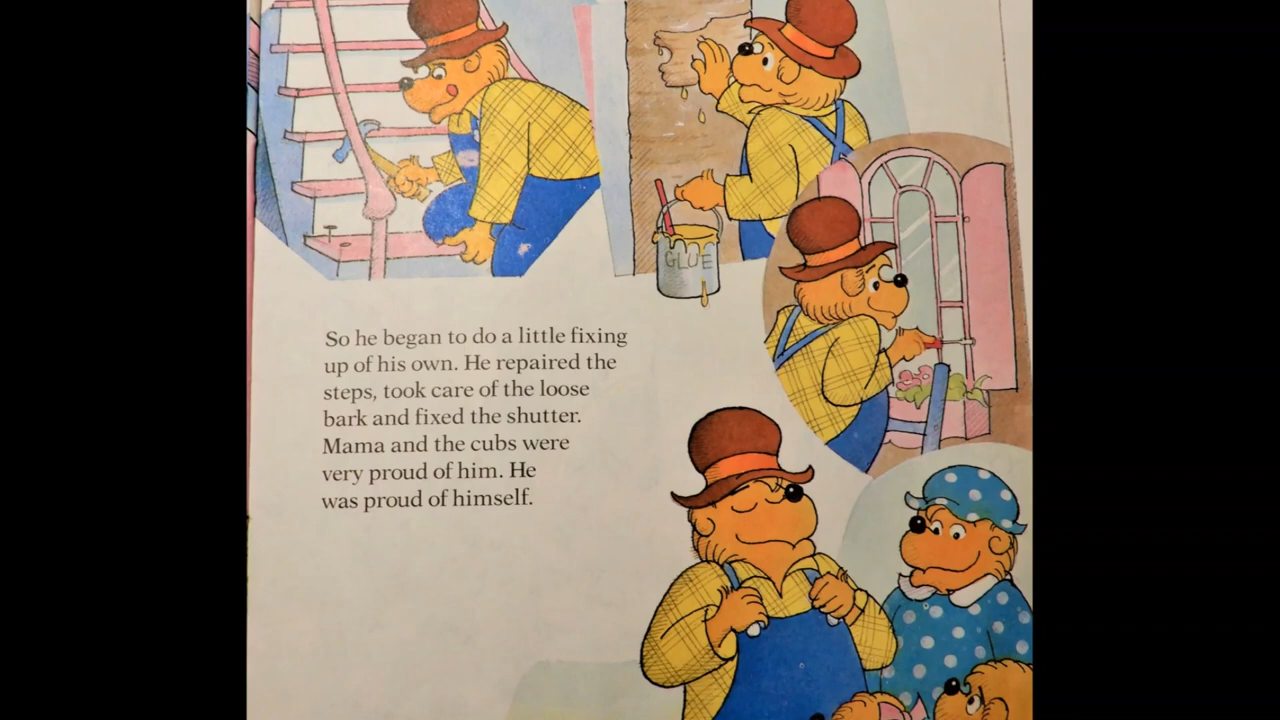 GLUE
So he began to do a little fixing
up of his own. He repaired the
steps, took care of the loose
bark and fixed the shutter.
Mama and the cubs were
very proud of him. He
was proud of himself.